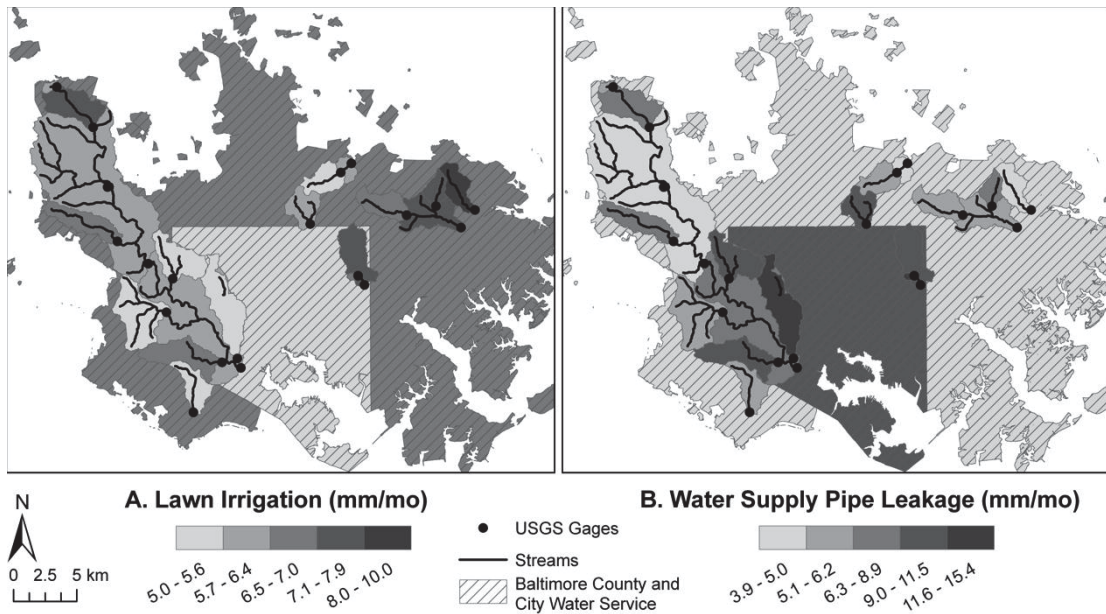 A. Lawn Irrigation (mm/mo)
5.0 - 5.6
5.7 - 6.4
6.5 - 7.0
7.1 - 7.9
8.0 - 10.0
N
0 2.5 5 km
USGS Gages
Streams
Baltimore County and
City Water Service
B. Water Supply Pipe Leakage (mm/mo)
3.9 - 5.0
5.1 - 6.2
6.3 - 8.9
9.0 - 11.5
11.6 - 15.4